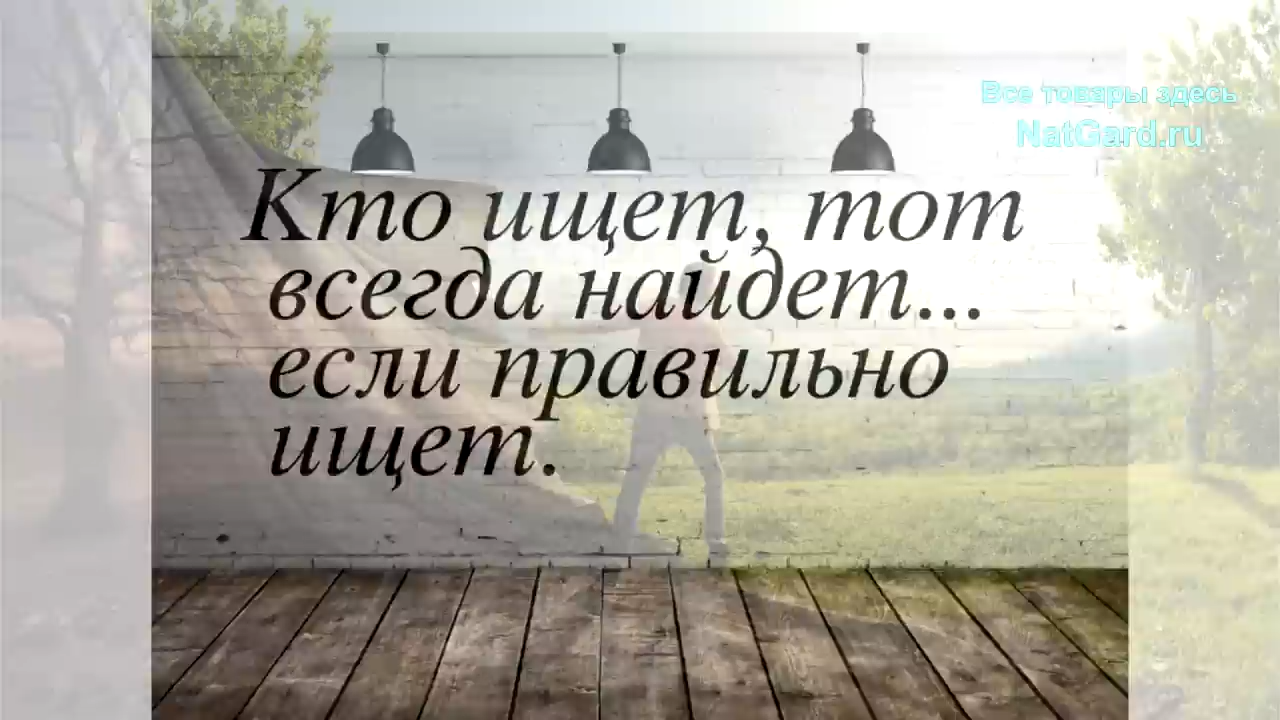 Все товары здесь
NatGard.ru
Кто ищет, тот
всегда найдет...
если правильно
ищет.